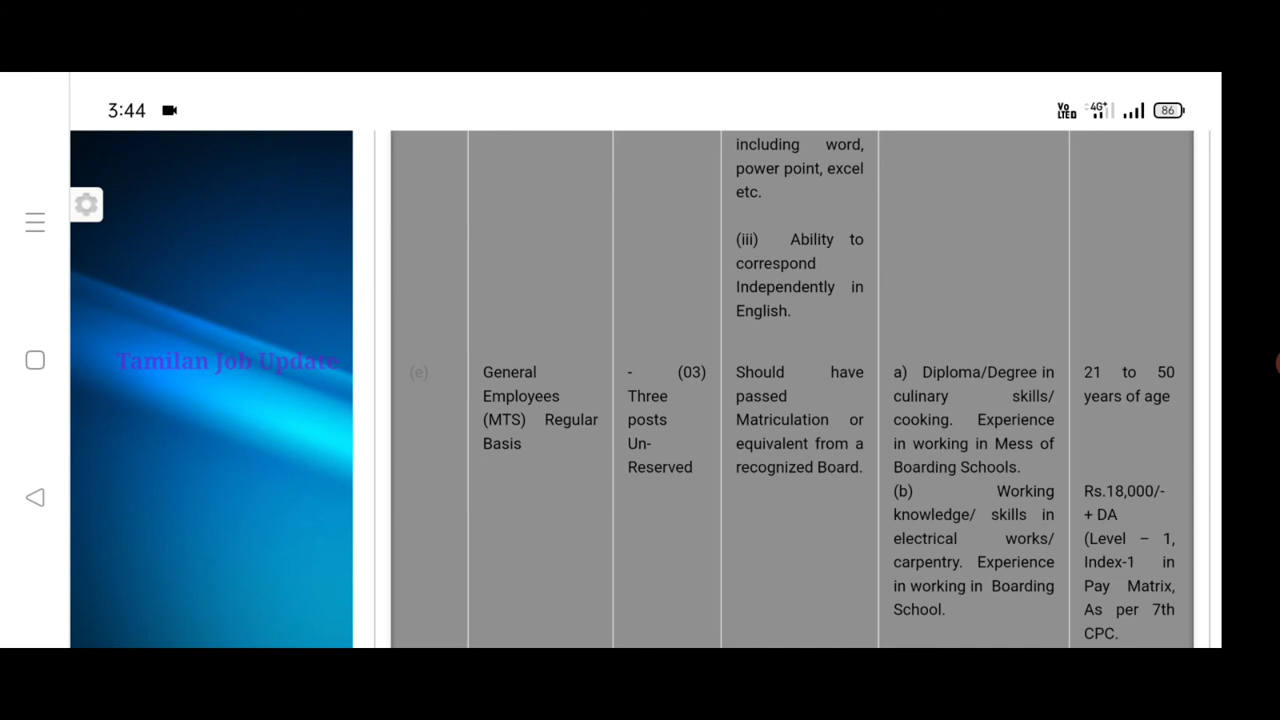 3:44
Vo
LTE D
4G+
86
Tamilan Job Update
including word,
power point, excel
etc.
(iii) Ability to
correspond
Independently in
English.
(e)
General
Employees
(MTS) Regular
Basis
- (03)
Three
posts
Un-
Reserved
Should have
passed
Matriculation or
equivalent from a
recognized Board.
a) Diploma/Degree in
culinary skills/
cooking. Experience
in working in Mess of
Boarding Schools.
(b) Working
knowledge/ skills in
electrical works/
carpentry. Experience
in working in Boarding
School.
21 to 50
years of age
Rs.18,000/-
+ DA
(Level – 1,
Index-1 in
Pay Matrix,
As per 7th
CPC.